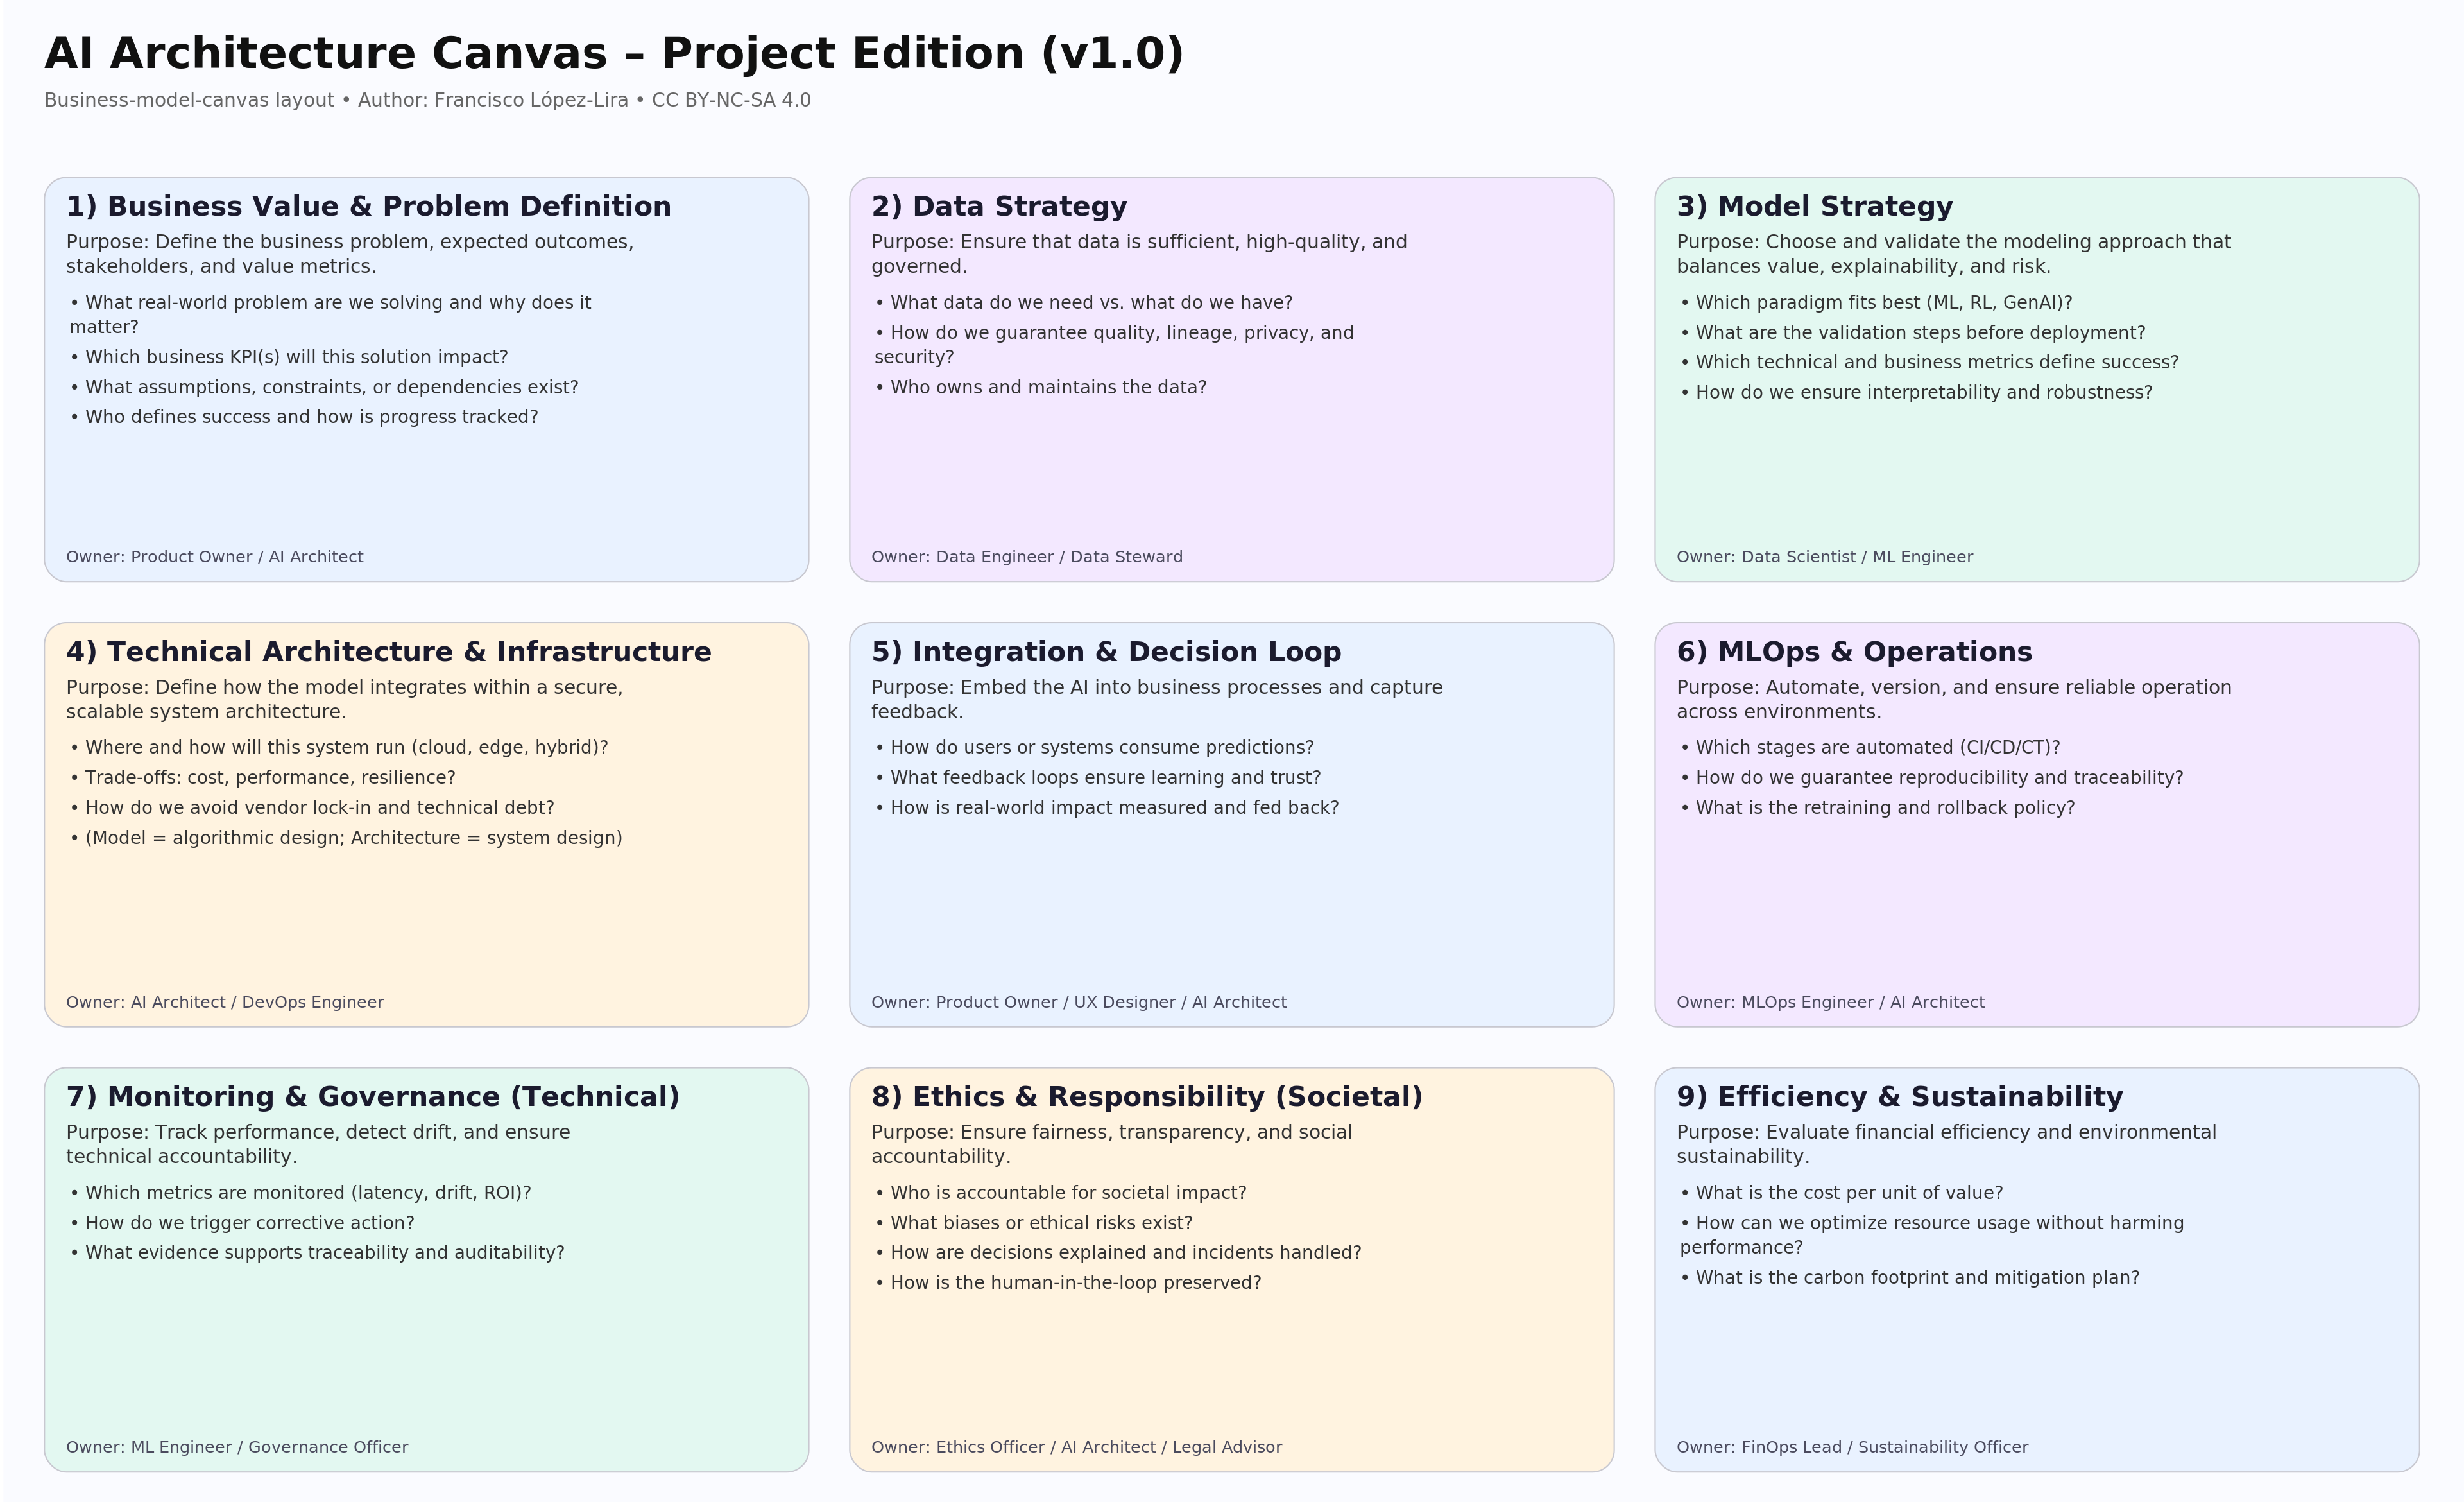 AI Architecture Canvas – Project Edition (v1.0)
Business-model-canvas layout • Author: Francisco López-Lira • CC BY-NC-SA 4.0
1) Business Value & Problem Definition
Purpose: Define the business problem, expected outcomes,
stakeholders, and value metrics.
• What real-world problem are we solving and why does it
matter?
• Which business KPI(s) will this solution impact?
• What assumptions, constraints, or dependencies exist?
• Who defines success and how is progress tracked?
Owner: Product Owner / AI Architect
2) Data Strategy
Purpose: Ensure that data is sufficient, high-quality, and
governed.
• What data do we need vs. what do we have?
• How do we guarantee quality, lineage, privacy, and
security?
• Who owns and maintains the data?
Owner: Data Engineer / Data Steward
3) Model Strategy
Purpose: Choose and validate the modeling approach that
balances value, explainability, and risk.
• Which paradigm fits best (ML, RL, GenAI)?
• What are the validation steps before deployment?
• Which technical and business metrics define success?
• How do we ensure interpretability and robustness?
Owner: Data Scientist / ML Engineer
4) Technical Architecture & Infrastructure
Purpose: Define how the model integrates within a secure,
scalable system architecture.
• Where and how will this system run (cloud, edge, hybrid)?
• Trade-offs: cost, performance, resilience?
• How do we avoid vendor lock-in and technical debt?
• (Model = algorithmic design; Architecture = system design)
Owner: AI Architect / DevOps Engineer
5) Integration & Decision Loop
Purpose: Embed the AI into business processes and capture
feedback.
• How do users or systems consume predictions?
• What feedback loops ensure learning and trust?
• How is real-world impact measured and fed back?
Owner: Product Owner / UX Designer / AI Architect
6) MLOps & Operations
Purpose: Automate, version, and ensure reliable operation
across environments.
• Which stages are automated (CI/CD/CT)?
• How do we guarantee reproducibility and traceability?
• What is the retraining and rollback policy?
Owner: MLOps Engineer / AI Architect
7) Monitoring & Governance (Technical)
Purpose: Track performance, detect drift, and ensure
technical accountability.
• Which metrics are monitored (latency, drift, ROI)?
• How do we trigger corrective action?
• What evidence supports traceability and auditability?
Owner: ML Engineer / Governance Officer
8) Ethics & Responsibility (Societal)
Purpose: Ensure fairness, transparency, and social
accountability.
• Who is accountable for societal impact?
• What biases or ethical risks exist?
• How are decisions explained and incidents handled?
• How is the human-in-the-loop preserved?
Owner: Ethics Officer / AI Architect / Legal Advisor
9) Efficiency & Sustainability
Purpose: Evaluate financial efficiency and environmental
sustainability.
• What is the cost per unit of value?
• How can we optimize resource usage without harming
performance?
• What is the carbon footprint and mitigation plan?
Owner: FinOps Lead / Sustainability Officer